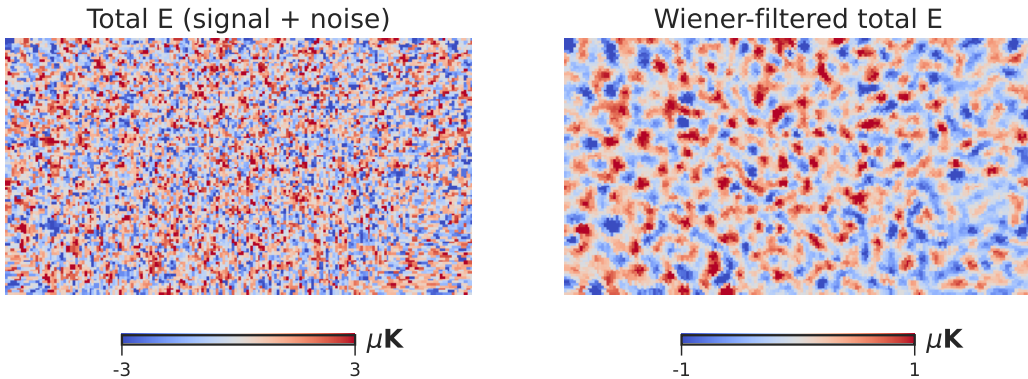 Total E (signal + noise)
Wiener-filtered total E
μK
-3 3
μK
-1 1